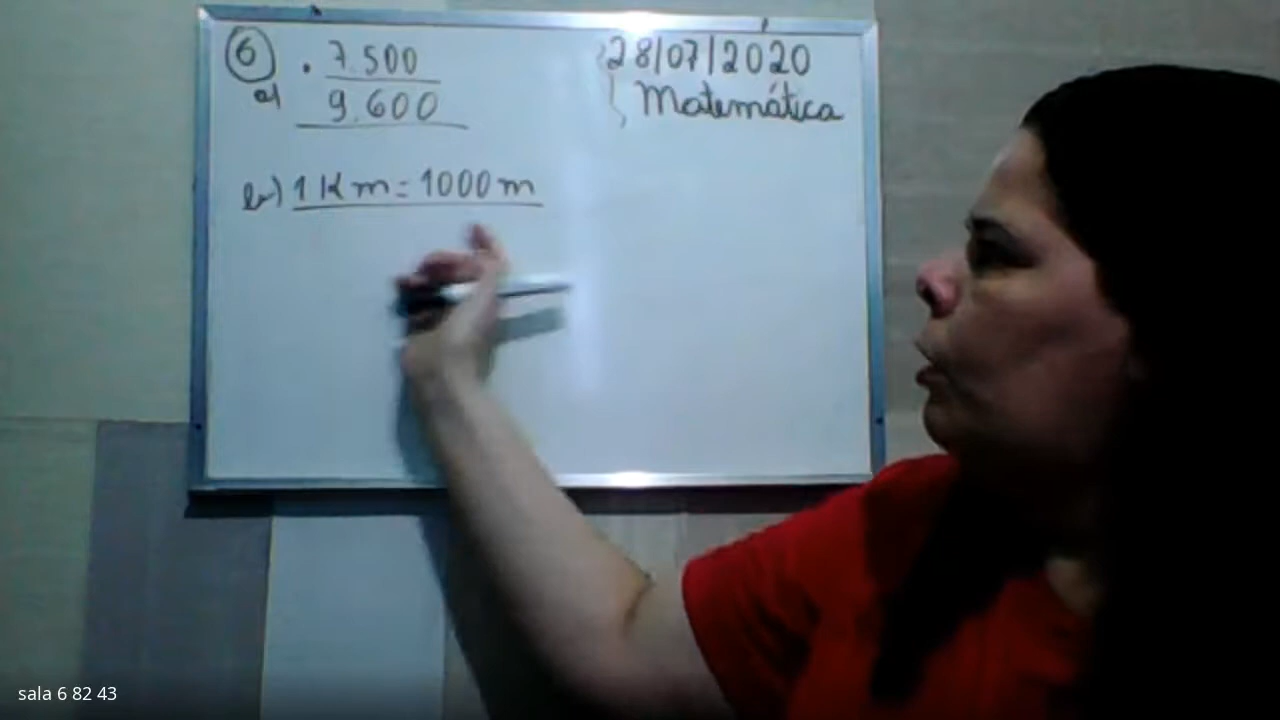 6
. 7.500
a) 9.600
b) 1 Km = 1000 m
28/07/2020
Matemática
sala 6 82 43